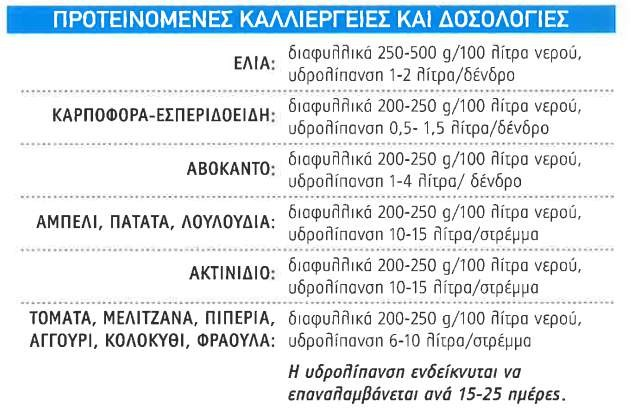 ΠΡΟΤΕΙΝΟΜΕΝΕΣ ΚΑΛΛΙΕΡΓΕΙΕΣ ΚΑΙ ΔΟΣΟΛΟΓΙΕΣ
ΕΛΙΑ: διαφυλλικά 250-500 g/100 λίτρα νερού,
υδρολίπανση 1-2 λίτρα/δένδρο
ΚΑΡΠΟΦΟΡΑ-ΕΣΠΕΡΙΔΟΕΙΔΗ: διαφυλλικά 200-250 g/100 λίτρα νερού,
υδρολίπανση 0,5- 1,5 λίτρα/δένδρο
ΑΒΟΚΑΝΤΟ: διαφυλλικά 200-250 g/100 λίτρα νερού,
υδρολίπανση 1-4 λίτρα/ δένδρο
ΑΜΠΕΛΙ, ΠΑΤΑΤΑ, ΛΟΥΛΟΥΔΙΑ: διαφυλλικά 200-250 g/100 λίτρα νερού,
υδρολίπανση 10-15 λίτρα/στρέμμα
ΑΚΤΙΝΙΔΙΟ: διαφυλλικά 200-250 g/100 λίτρα νερού,
υδρολίπανση 10-15 λίτρα/στρέμμα
ΤΟΜΑΤΑ, ΜΕΛΙΤΖΑΝΑ, ΠΙΠΕΡΙΑ, διαφυλλικά 200-250 g/100 λίτρα νερού,
ΑΓΓΟΥΡΙ, ΚΟΛΟΚΥΘΙ, ΦΡΑΟΥΛΑ: υδρολίπανση 6-10 λίτρα/στρέμμα
Η υδρολίπανση ενδείκνυται να
επαναλαμβάνεται ανά 15-25 ημέρες.